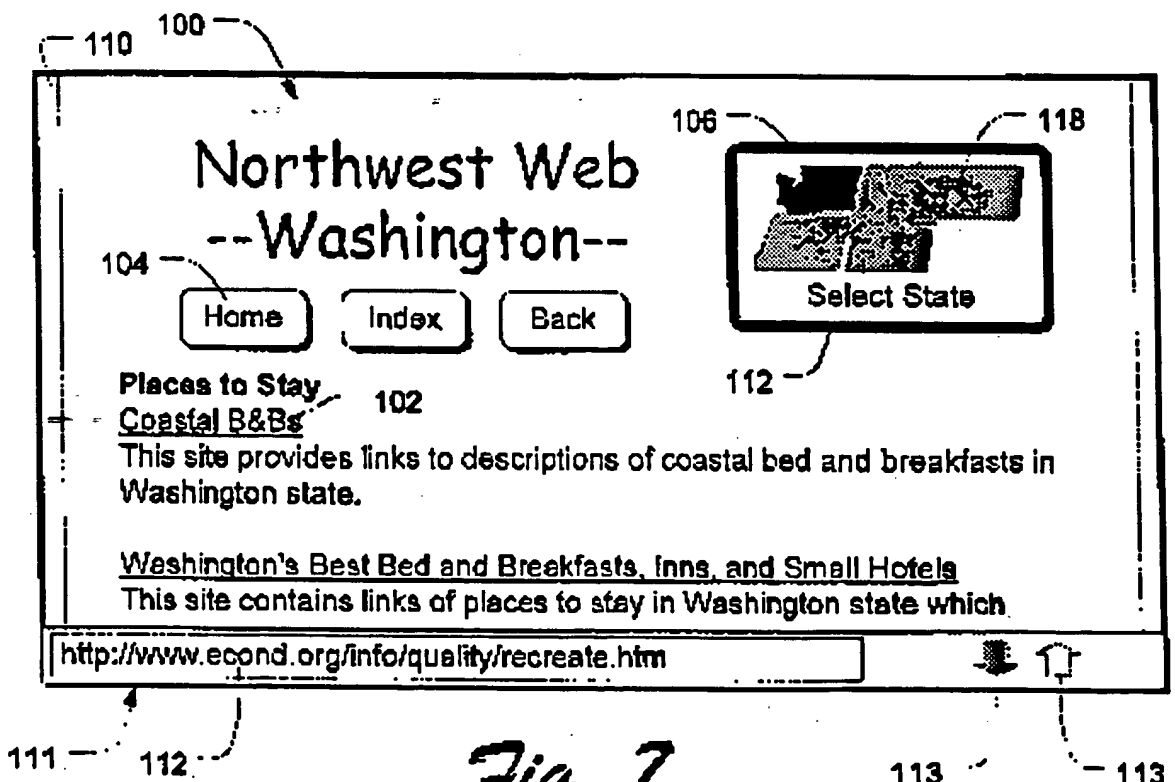 110
100
106
118
Northwest Web
--Washington--
104
Home
Index
Back
Select State
112
Places to Stay
Coastal B&Bs
102
This site provides links to descriptions of coastal bed and breakfasts in
Washington state.
Washington's Best Bed and Breakfasts, Inns, and Small Hotels
This site contains links of places to stay in Washington state which
http://www.econd.org/info/quality/recreate.htm
111
112
Fig. 7
113
113